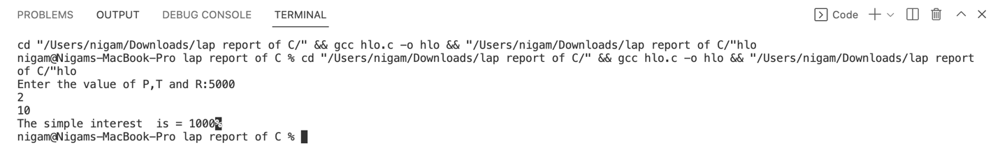 PROBLEMS OUTPUT DEBUG CONSOLE TERMINAL Code
cd "/Users/nigam/Downloads/lap report of C/" && gcc hlo.c -o hlo && "/Users/nigam/Downloads/lap report of C/"hlo
nigam@Nigams-MacBook-Pro lap report of C % cd "/Users/nigam/Downloads/lap report of C/" && gcc hlo.c -o hlo && "/Users/nigam/Downloads/lap report
of C/"hlo
Enter the value of P,T and R:5000
2
10
The simple interest  is = 1000%
nigam@Nigams-MacBook-Pro lap report of C %